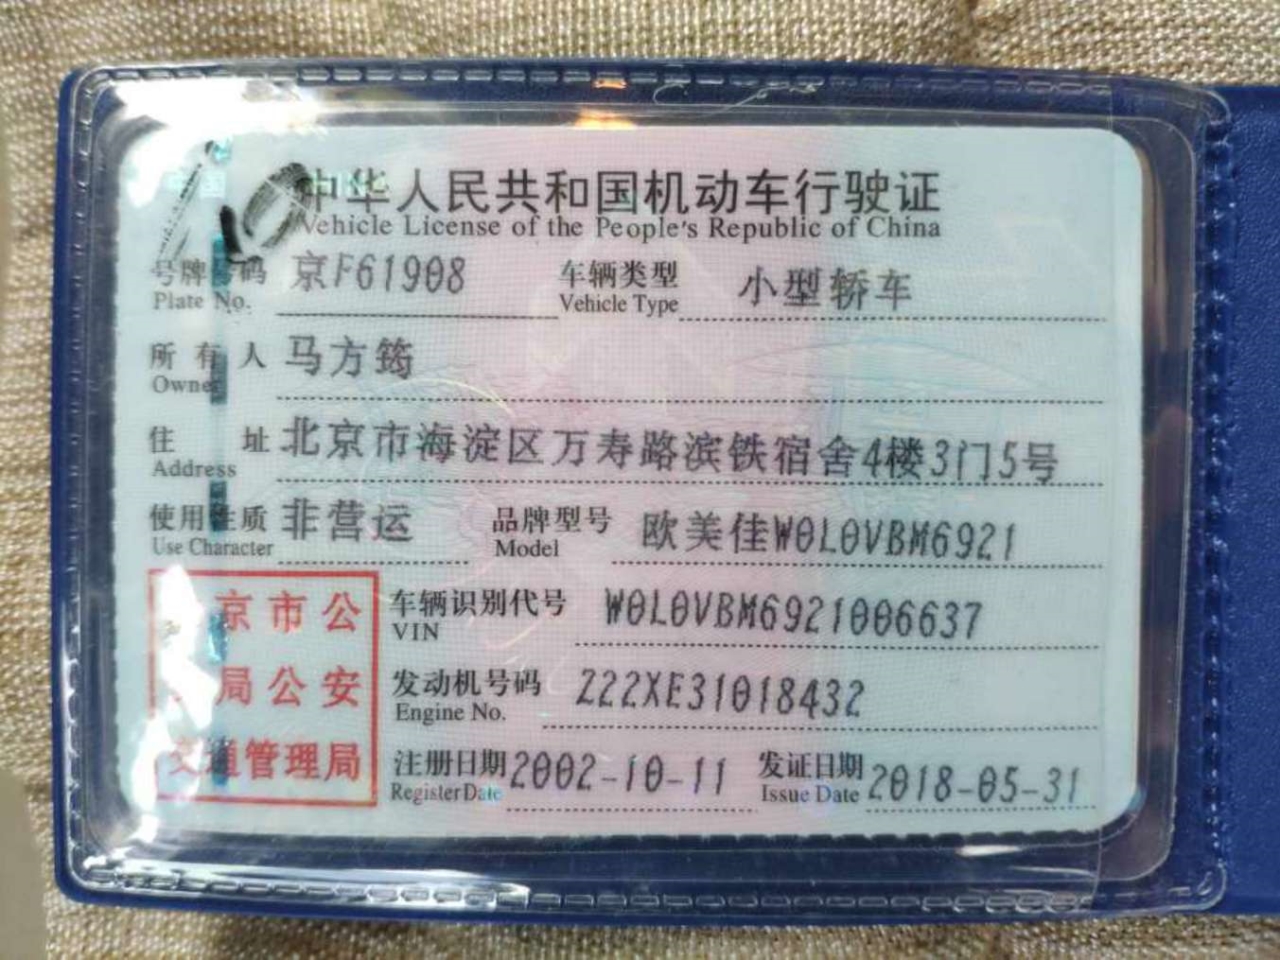 10
中华人民共和国机动车行驶证
Vehicle License of the People's Republic of China
号牌号码 京F61908 车辆类型 小型轿车
Plate No. Vehicle Type
所有人 马方筠
Owner
住址 北京市海淀区万寿路滨铁宿舍4楼3门5号
Address
使用性质 非营运 品牌型号 欧美佳W0L0VBM6921
Use Character Model
车辆识别代号 W0L0VBM6921006637
VIN
发动机号码 Z22XE31018432
Engine No.
注册日期 2002-10-11 发证日期 2018-05-31
Register Date Issue Date
京市公
局公安
交通管理局